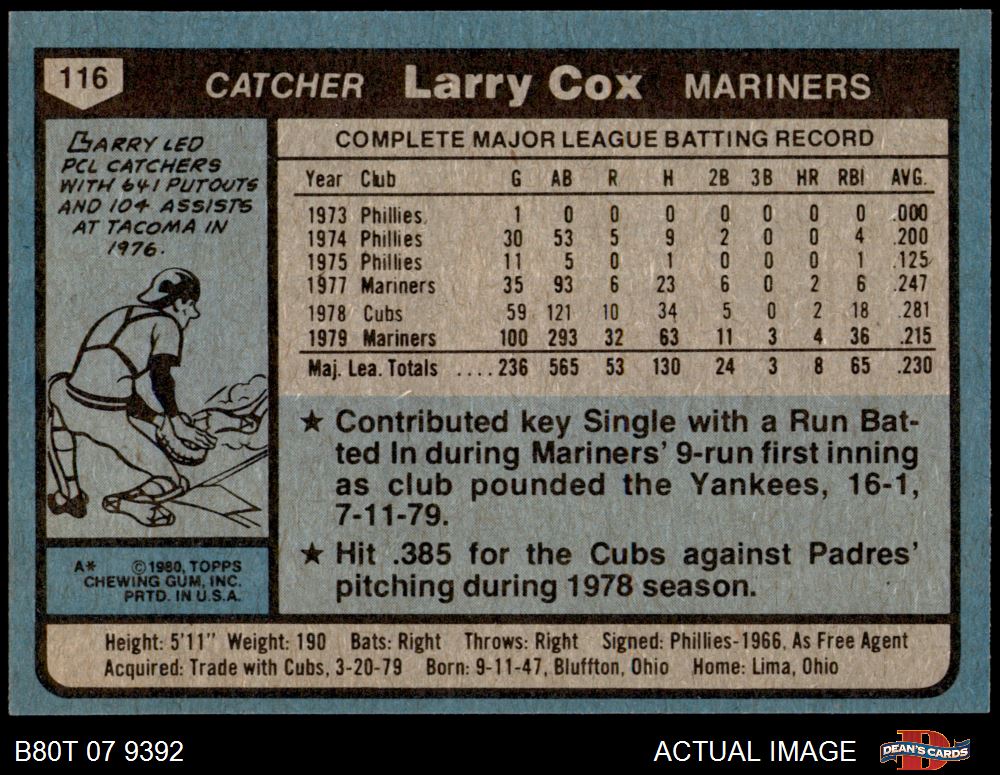 116 CATCHER Larry Cox MARINERS
LARRY LED
PCL CATCHERS
WITH 641 PUTOUTS
AND 104 ASSISTS
AT TACOMA IN
1976.
COMPLETE MAJOR LEAGUE BATTING RECORD
Year Club G AB R H 2B 3B HR RBI AVG.
1973 Phillies 1 0 0 0 0 0 0 0 .000
1974 Phillies 30 53 5 9 2 0 0 4 .200
1975 Phillies 11 5 0 1 0 0 0 1 .125
1977 Mariners 35 93 6 23 6 0 2 6 .247
1978 Cubs 59 121 10 34 5 0 2 18 .281
1979 Mariners 100 293 32 63 11 3 4 36 .215
Maj. Lea. Totals ....236 565 53 130 24 3 8 65 .230
★ Contributed key Single with a Run Bat-
ted In during Mariners' 9-run first inning
as club pounded the Yankees, 16-1,
7-11-79.
★ Hit .385 for the Cubs against Padres'
pitching during 1978 season.
A* ©1980, TOPPS
CHEWING GUM, INC.
PRTD. IN U.S.A.
Height: 5'11" Weight: 190 Bats: Right Throws: Right Signed: Phillies-1966, As Free Agent
Acquired: Trade with Cubs, 3-20-79 Born: 9-11-47, Bluffton, Ohio Home: Lima, Ohio
B80T 07 9392 ACTUAL IMAGE DEAN'S CARDS